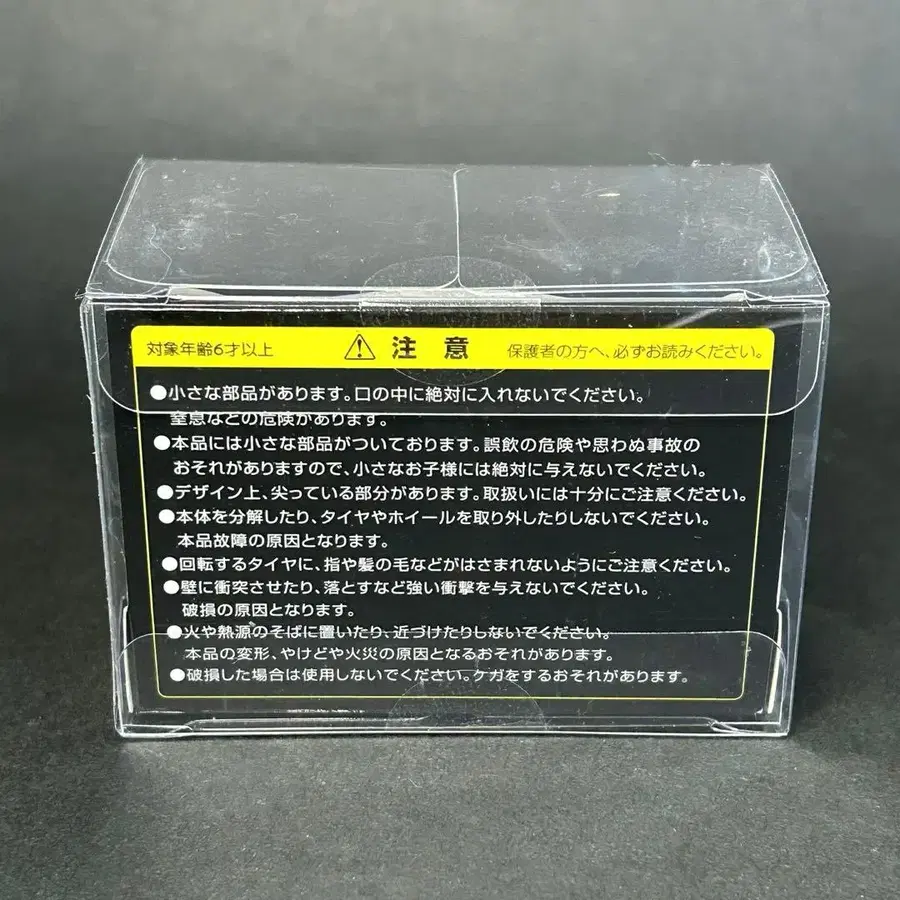 対象年齢6才以上 ⚠ 注 意 保護者の方へ、必ずお読みください。
●小さな部品があります。口の中に絶対に入れないでください。
窒息などの危険があります。
●本品には小さな部品がついております。誤飲の危険や思わぬ事故の
おそれがありますので、小さなお子様には絶対に与えないでください。
●デザイン上、尖っている部分があります。取扱いには十分にご注意ください。
●本体を分解したり、タイヤやホイールを取り外したりしないでください。
本品故障の原因となります。
●回転するタイヤに、指や髪の毛などがはさまれないようにご注意ください。
●壁に衝突させたり、落とすなど強い衝撃を与えないでください。
破損の原因となります。
●火や熱源のそばに置いたり、近づけたりしないでください。
本品の変形、やけどや火災の原因となるおそれがあります。
●破損した場合は使用しないでください。ケガをするおそれがあります。